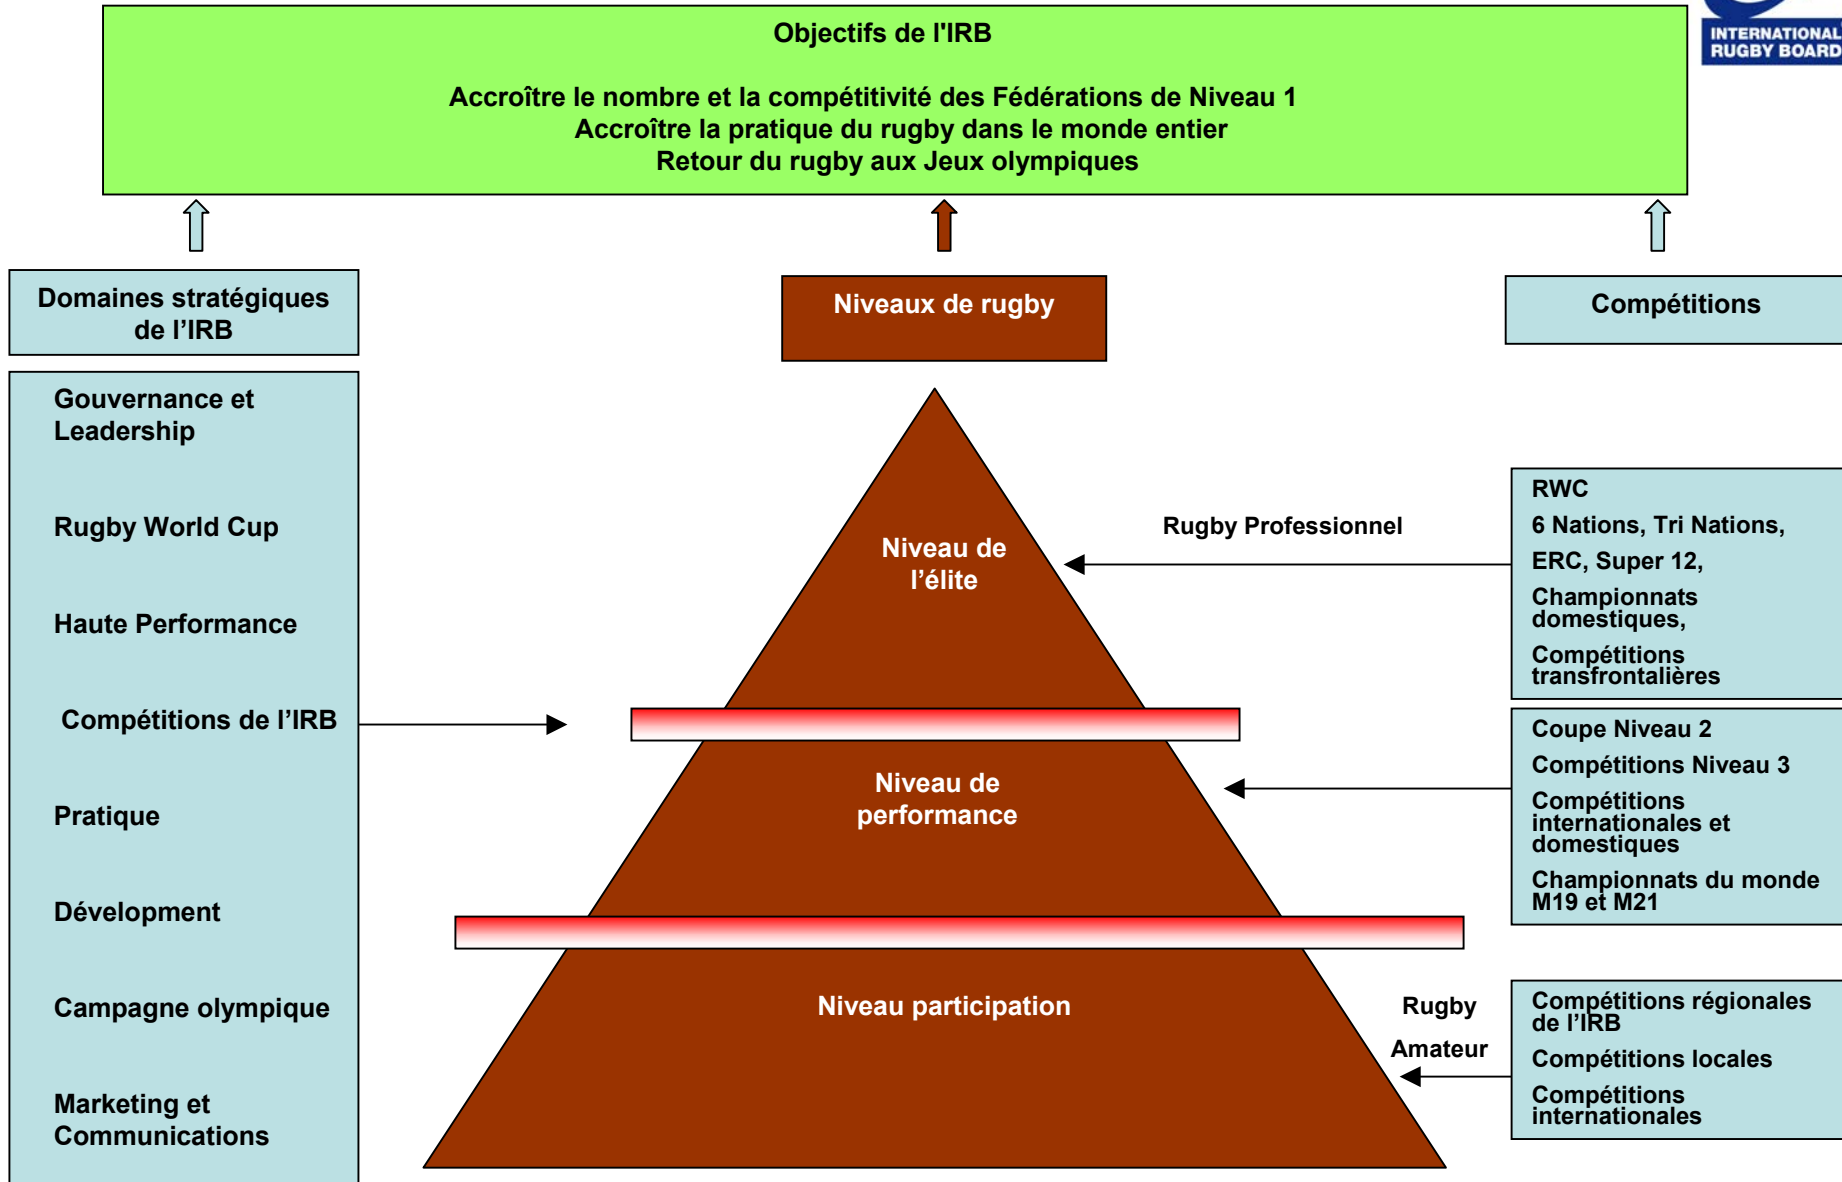 INTERNATIONAL
RUGBY BOARD
Objectifs de l'IRB
Accroître le nombre et la compétitivité des Fédérations de Niveau 1
Accroître la pratique du rugby dans le monde entier
Retour du rugby aux Jeux olympiques
Domaines stratégiques
de l’IRB
Niveaux de rugby
Compétitions
Gouvernance et
Leadership
Rugby World Cup
Haute Performance
Compétitions de l’IRB
Pratique
Dévelopment
Campagne olympique
Marketing et
Communications
Niveau de
l’élite
Niveau de
performance
Niveau participation
Rugby Professionnel
Rugby
Amateur
RWC
6 Nations, Tri Nations,
ERC, Super 12,
Championnats
domestiques,
Compétitions
transfrontalières
Coupe Niveau 2
Compétitions Niveau 3
Compétitions
internationales et
domestiques
Championnats du monde
M19 et M21
Compétitions régionales
de l’IRB
Compétitions locales
Compétitions
internationales